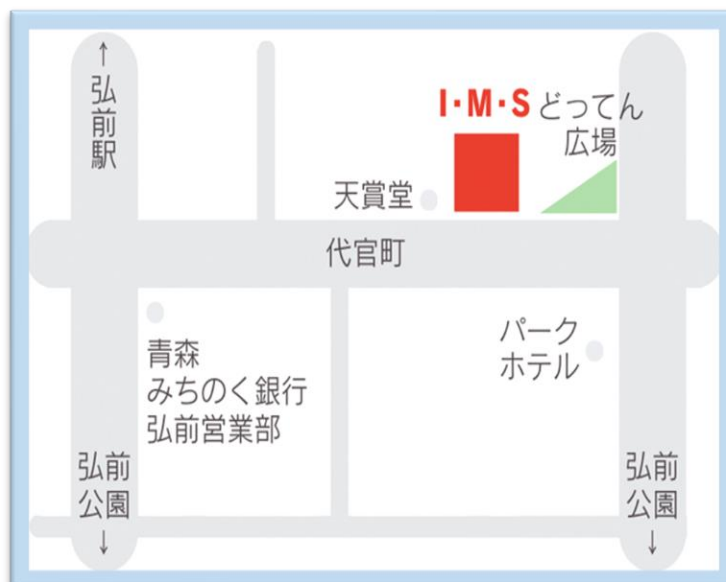 ↑
弘前駅
I・M・S どってん
広場
天賞堂
代官町
青森
みちのく銀行
弘前営業部
パーク
ホテル
弘前
公園
↓
弘前
公園
↓